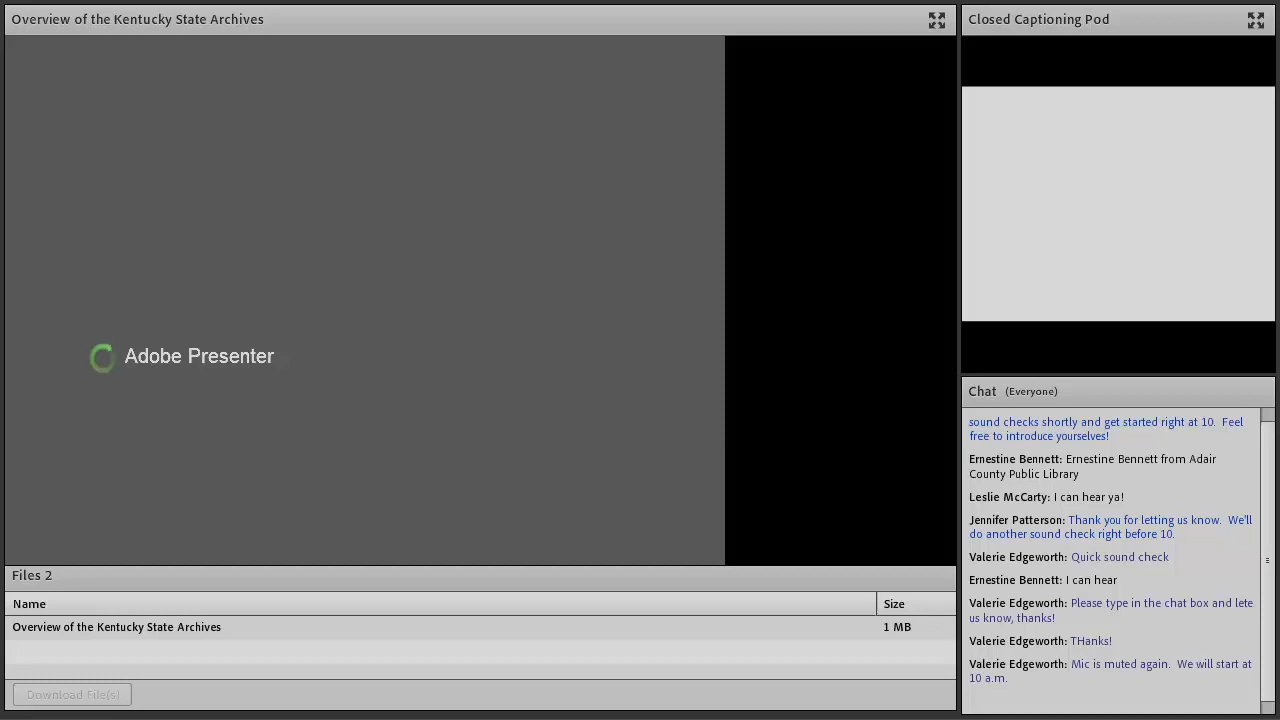 Overview of the Kentucky State Archives
Adobe Presenter
Files 2
Name Size
Overview of the Kentucky State Archives 1 MB
Download File(s)
Closed Captioning Pod
Chat (Everyone)
sound checks shortly and get started right at 10. Feel
free to introduce yourselves!
Ernestine Bennett: Ernestine Bennett from Adair
County Public Library
Leslie McCarty: I can hear ya!
Jennifer Patterson: Thank you for letting us know. We'll
do another sound check right before 10.
Valerie Edgeworth: Quick sound check
Ernestine Bennett: I can hear
Valerie Edgeworth: Please type in the chat box and lete
us know, thanks!
Valerie Edgeworth: THanks!
Valerie Edgeworth: Mic is muted again. We will start at
10 a.m.